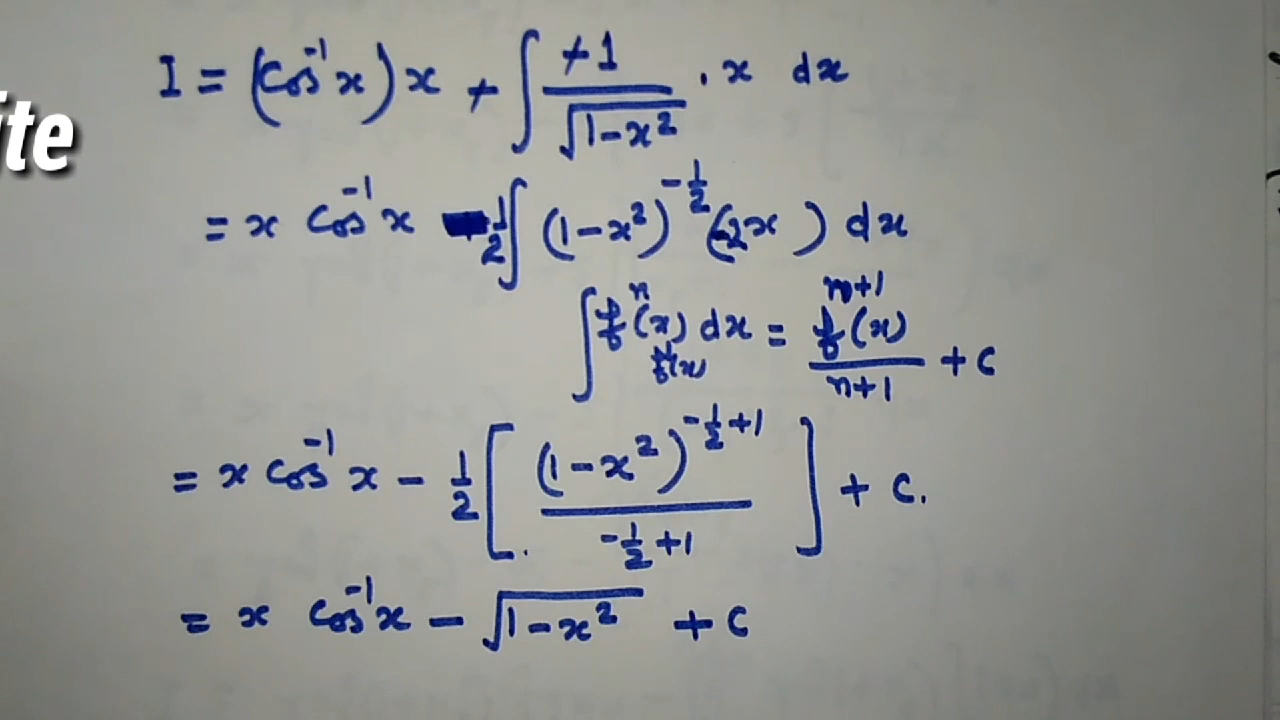 ite
I = (cos⁻¹x)x + ∫ +1/√(1-x²) . x dx
= x cos⁻¹x - 1/2 ∫ (1-x²)^(-1/2) (-2x) dx
∫ fⁿ(x) f'(x) dx = fⁿ⁺¹(x)/(n+1) + c
= x cos⁻¹x - 1/2 [ (1-x²)^(-1/2+1) / (-1/2+1) ] + c.
= x cos⁻¹x - √(1-x²) + c